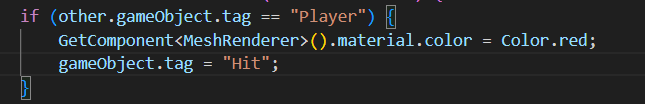 if (other.gameObject.tag == "Player") {
    GetComponent<MeshRenderer>().material.color = Color.red;
    gameObject.tag = "Hit";
}